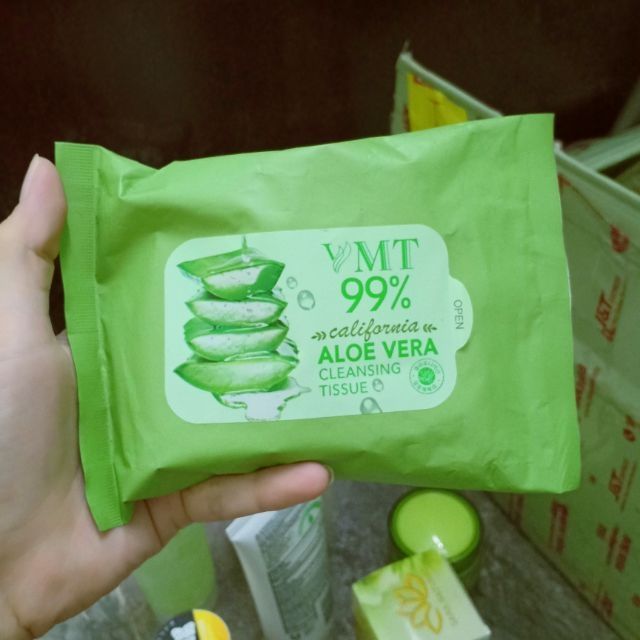 VMT
99%
california
ALOE VERA
CLEANSING
TISSUE
OPEN